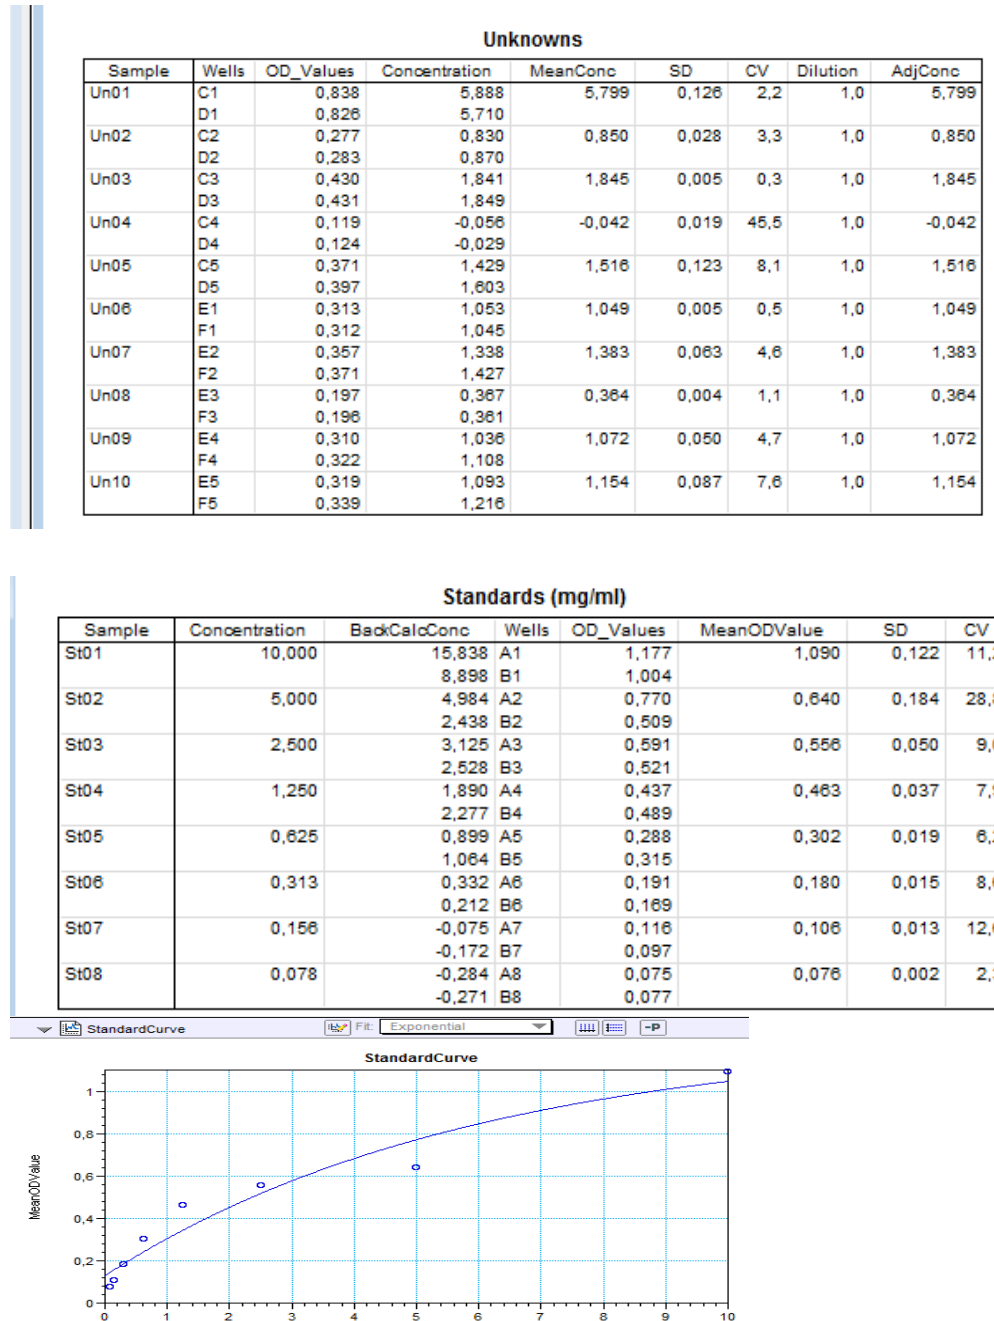 Unknowns
Sample Wells OD_Values Concentration MeanConc SD CV Dilution AdjConc
Un01 C1 0,838 5,888 5,799 0,126 2,2 1,0 5,799
D1 0,826 5,710
Un02 C2 0,277 0,830 0,850 0,028 3,3 1,0 0,850
D2 0,283 0,870
Un03 C3 0,430 1,841 1,845 0,005 0,3 1,0 1,845
D3 0,431 1,849
Un04 C4 0,119 -0,056 -0,042 0,019 45,5 1,0 -0,042
D4 0,124 -0,029
Un05 C5 0,371 1,429 1,516 0,123 8,1 1,0 1,516
D5 0,397 1,603
Un06 E1 0,313 1,053 1,049 0,005 0,5 1,0 1,049
F1 0,312 1,045
Un07 E2 0,357 1,338 1,383 0,063 4,6 1,0 1,383
F2 0,371 1,427
Un08 E3 0,197 0,367 0,364 0,004 1,1 1,0 0,364
F3 0,196 0,361
Un09 E4 0,310 1,036 1,072 0,050 4,7 1,0 1,072
F4 0,322 1,108
Un10 E5 0,319 1,093 1,154 0,087 7,6 1,0 1,154
F5 0,339 1,216
Standards (mg/ml)
Sample Concentration BackCalcConc Wells OD_Values MeanODValue SD CV
St01 10,000 15,838 A1 1,177 1,090 0,122 11,
8,898 B1 1,004
St02 5,000 4,984 A2 0,770 0,640 0,184 28,
2,438 B2 0,509
St03 2,500 3,125 A3 0,591 0,556 0,050 9,
2,528 B3 0,521
St04 1,250 1,890 A4 0,437 0,463 0,037 7,
2,277 B4 0,489
St05 0,625 0,899 A5 0,288 0,302 0,019 6,
1,064 B5 0,315
St06 0,313 0,332 A6 0,191 0,180 0,015 8,
0,212 B6 0,169
St07 0,156 -0,075 A7 0,116 0,106 0,013 12,
-0,172 B7 0,097
St08 0,078 -0,284 A8 0,075 0,076 0,002 2,
-0,271 B8 0,077
StandardCurve Fit: Exponential -P
StandardCurve
1
0,8
0,6
0,4
0,2
0
MeanODValue
0 1 2 3 4 5 6 7 8 9 10